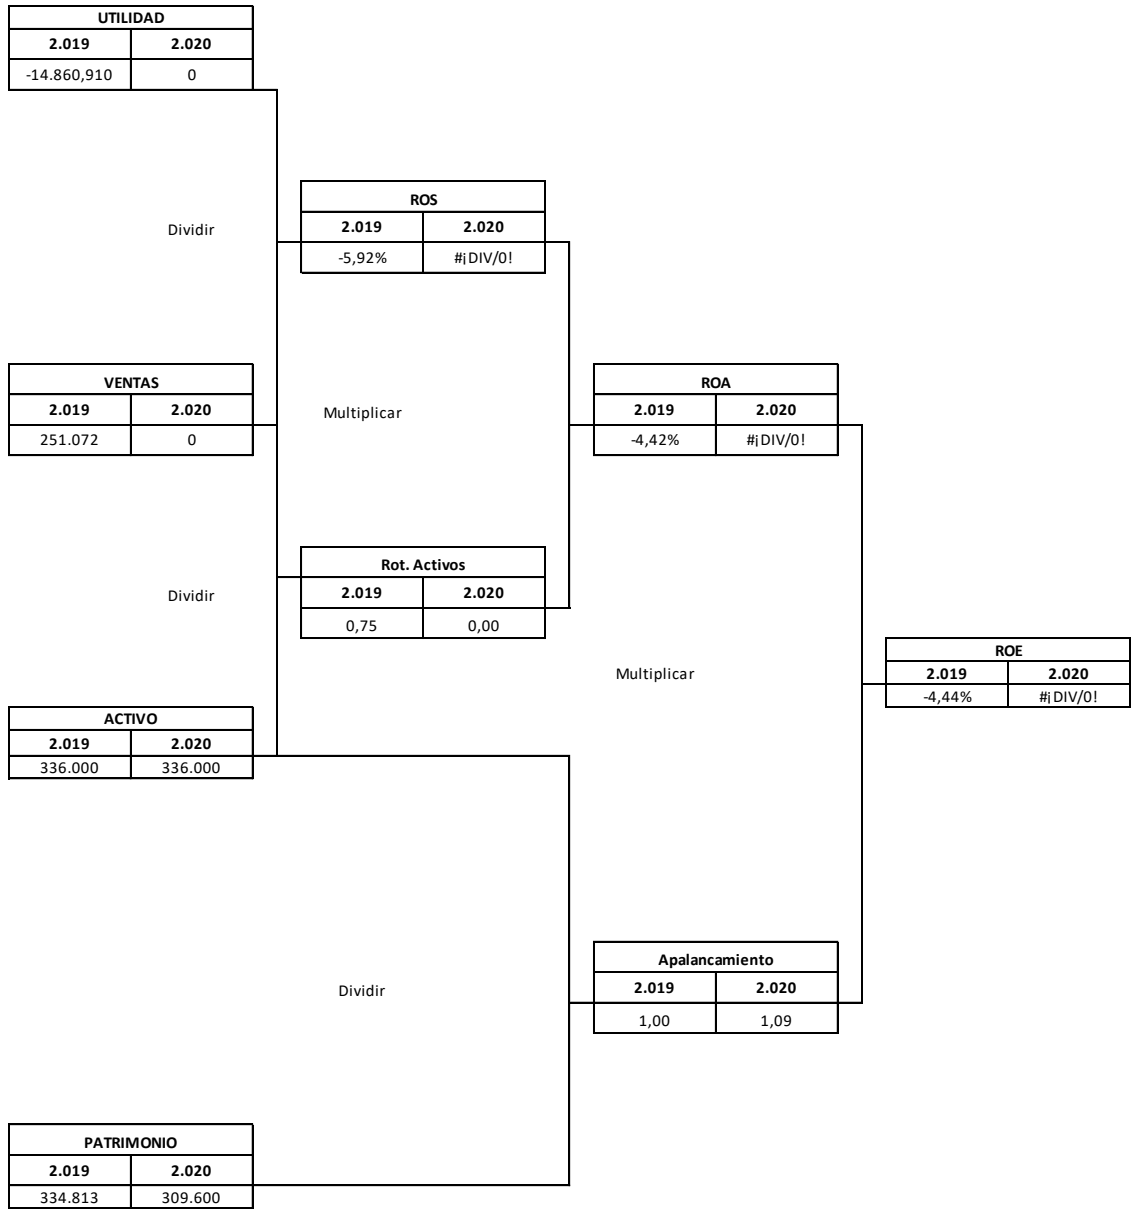 UTILIDAD
2.019 2.020
-14.860,910 0
Dividir
ROS
2.019 2.020
-5,92% #¡DIV/0!
VENTAS
2.019 2.020
251.072 0
Multiplicar
ROA
2.019 2.020
-4,42% #¡DIV/0!
Dividir
Rot. Activos
2.019 2.020
0,75 0,00
Multiplicar
ROE
2.019 2.020
-4,44% #¡DIV/0!
ACTIVO
2.019 2.020
336.000 336.000
Dividir
Apalancamiento
2.019 2.020
1,00 1,09
PATRIMONIO
2.019 2.020
334.813 309.600